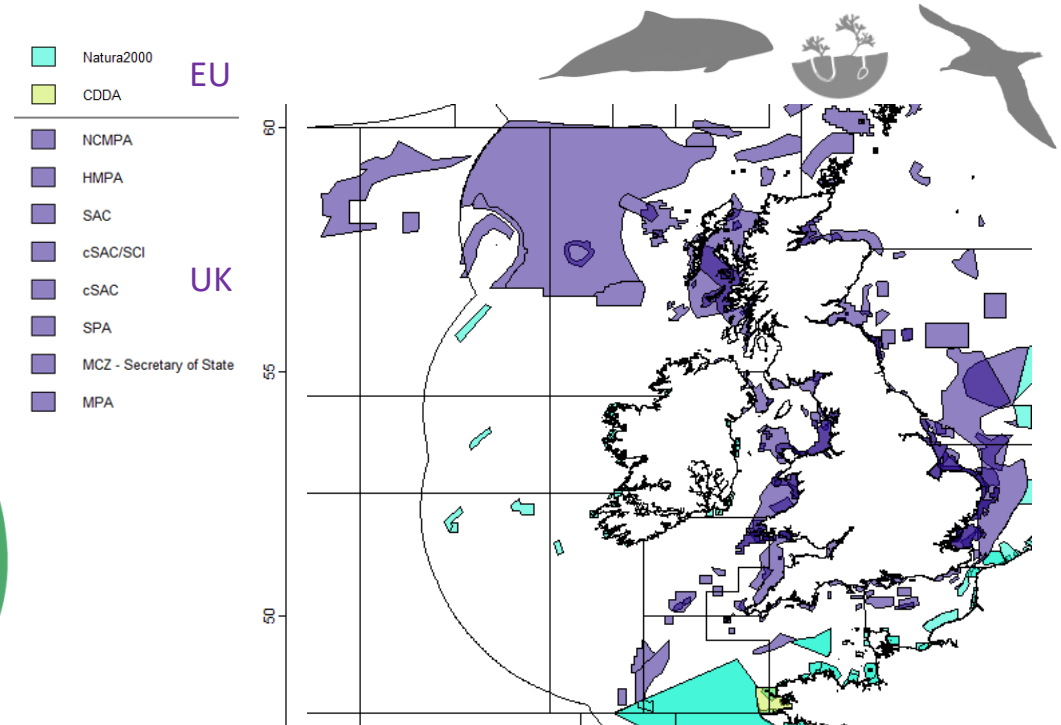 Natura2000
EU
CDDA
NCMPA
HMPA
SAC
cSAC/SCI
UK
cSAC
SPA
MCZ - Secretary of State
MPA
60
55
50